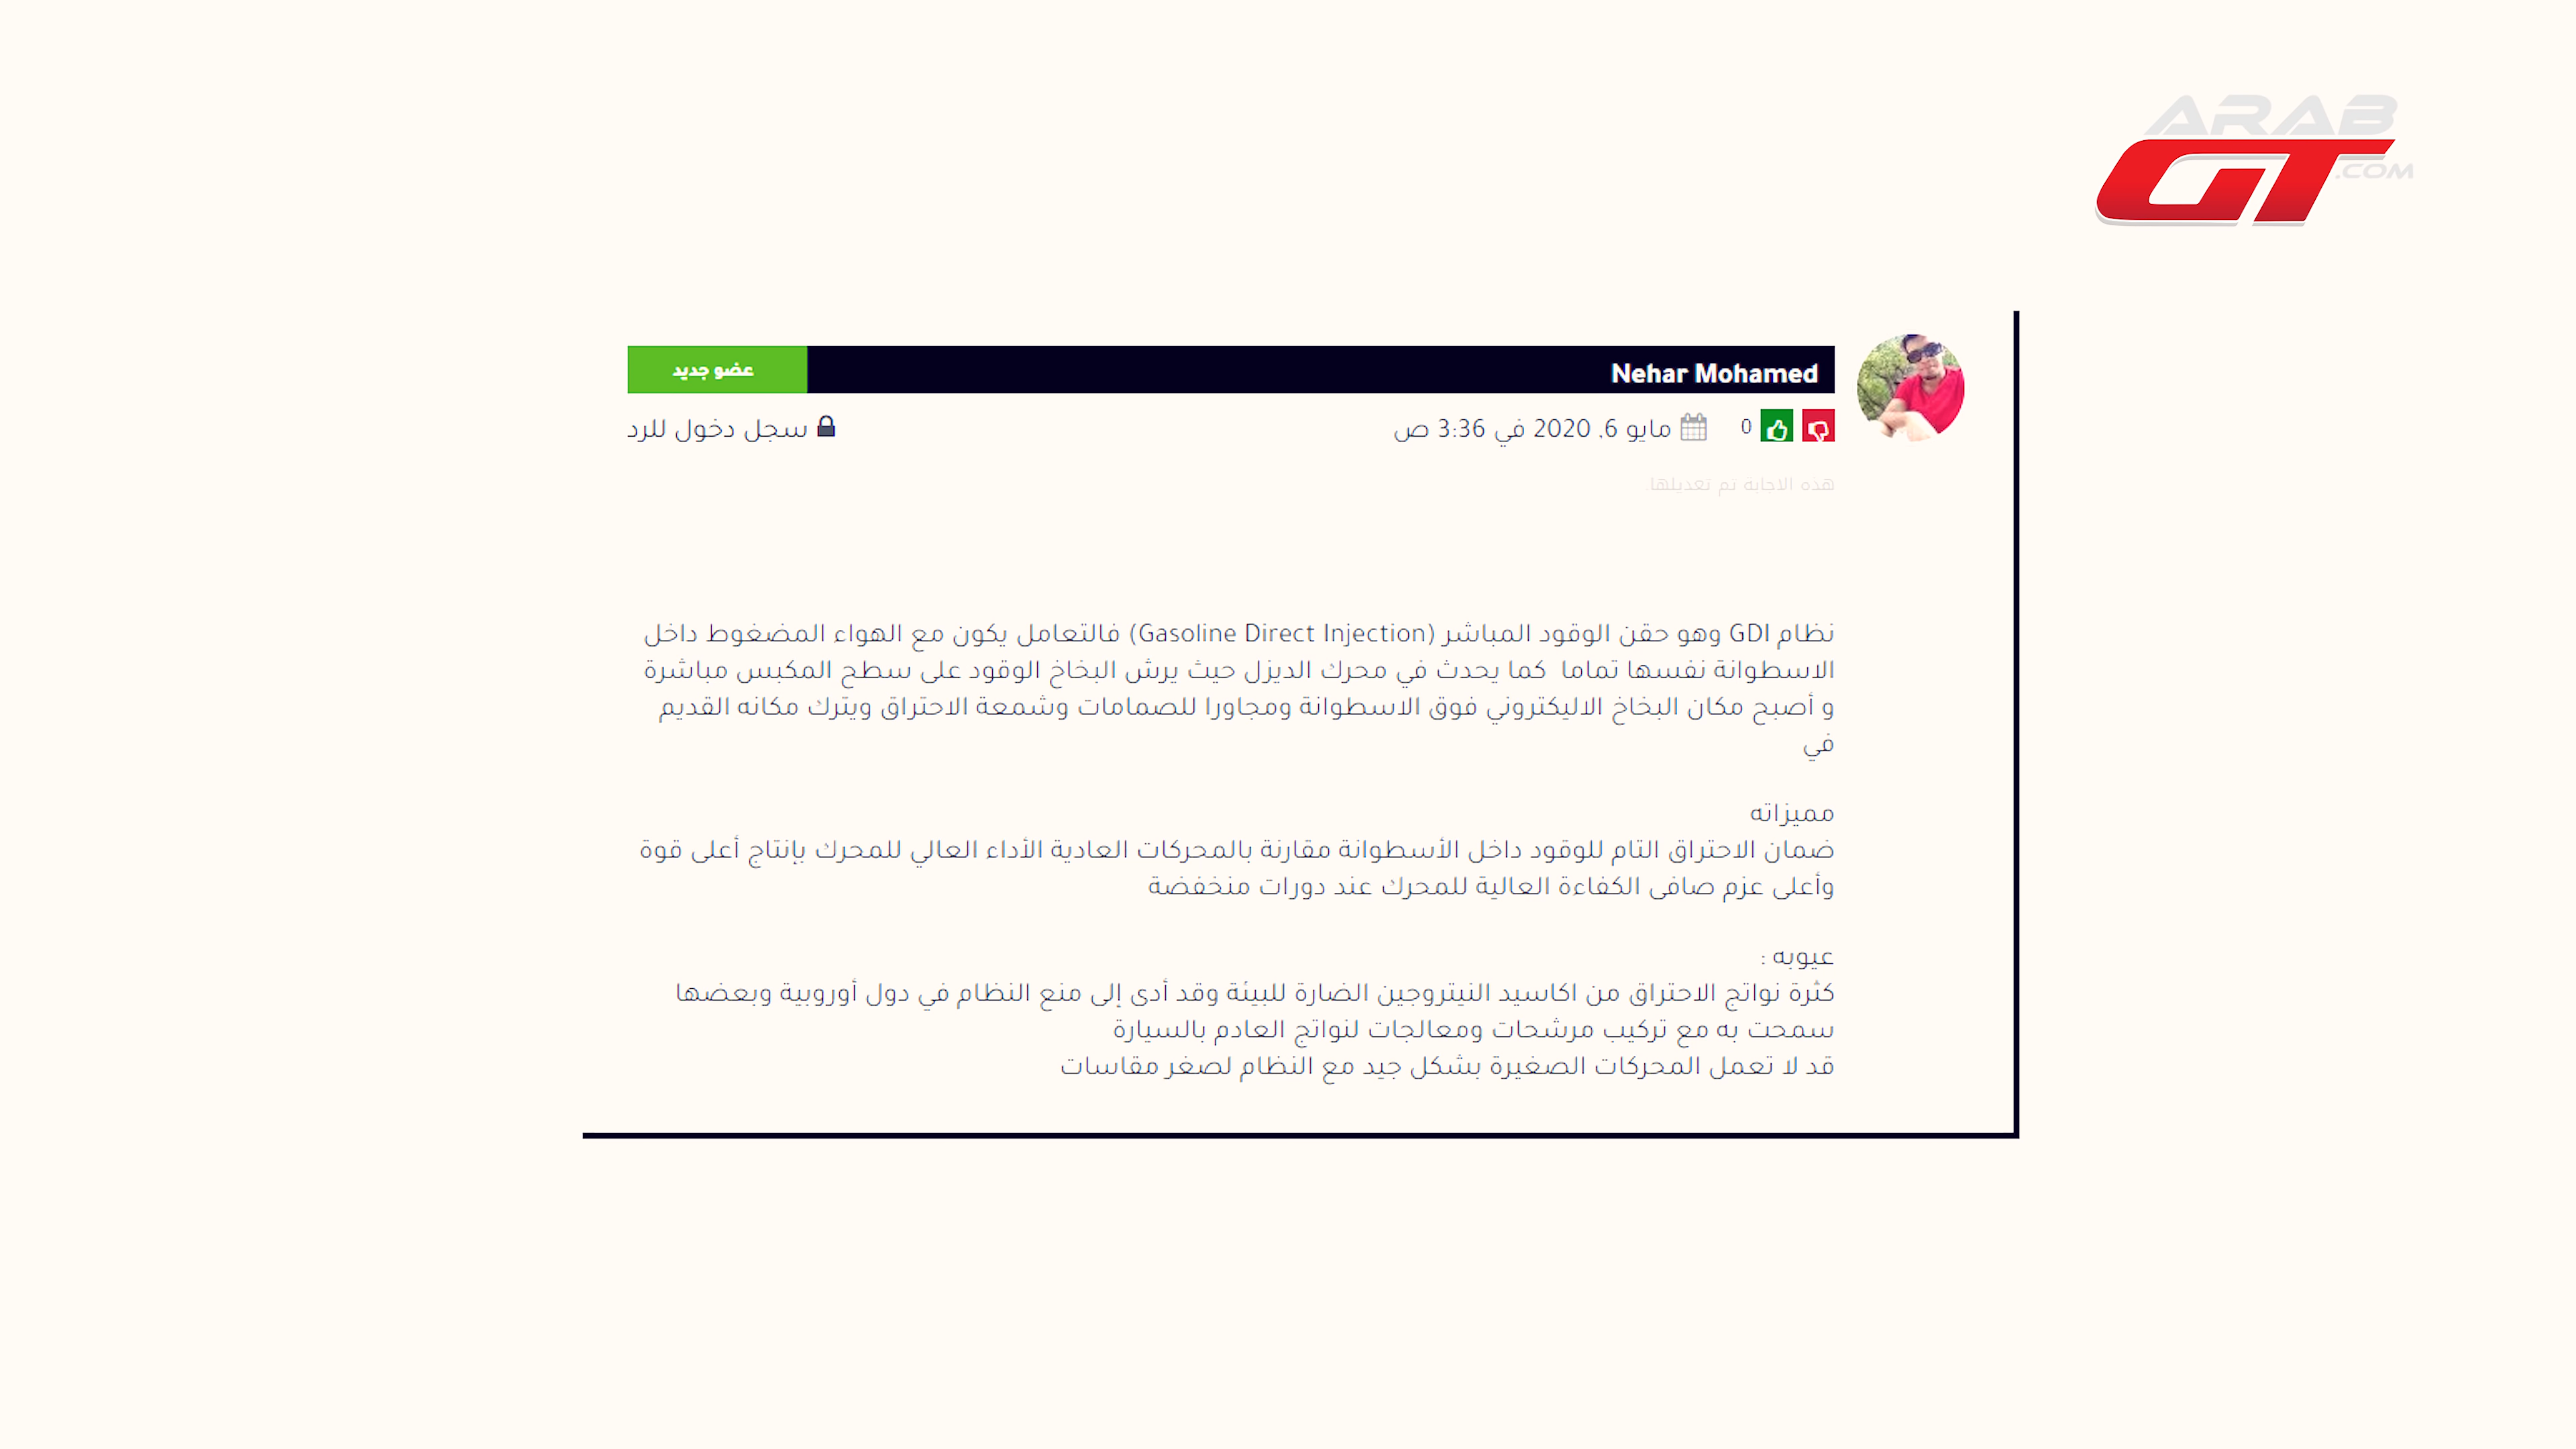 ARAB
GT
.COM
Nehar Mohamed
عضو جديد
0 مايو 6, 2020 في 3:36 ص
سجل دخول للرد
هذه الاجابة تم تعديلها.
نظام GDI وهو حقن الوقود المباشر (Gasoline Direct Injection) فالتعامل يكون مع الهواء المضغوط داخل
الاسطوانة نفسها تماما كما يحدث في محرك الديزل حيث يرش البخاخ الوقود على سطح المكبس مباشرة
و أصبح مكان البخاخ الاليكتروني فوق الاسطوانة ومجاورا للصمامات وشمعة الاحتراق ويترك مكانه القديم
في
مميزاته
ضمان الاحتراق التام للوقود داخل الأسطوانة مقارنة بالمحركات العادية الأداء العالي للمحرك بإنتاج أعلى قوة
وأعلى عزم صافى الكفاءة العالية للمحرك عند دورات منخفضة
عيوبه :
كثرة نواتج الاحتراق من اكاسيد النيتروجين الضارة للبيئة وقد أدى إلى منع النظام في دول أوروبية وبعضها
سمحت به مع تركيب مرشحات ومعالجات لنواتج العادم بالسيارة
قد لا تعمل المحركات الصغيرة بشكل جيد مع النظام لصغر مقاسات